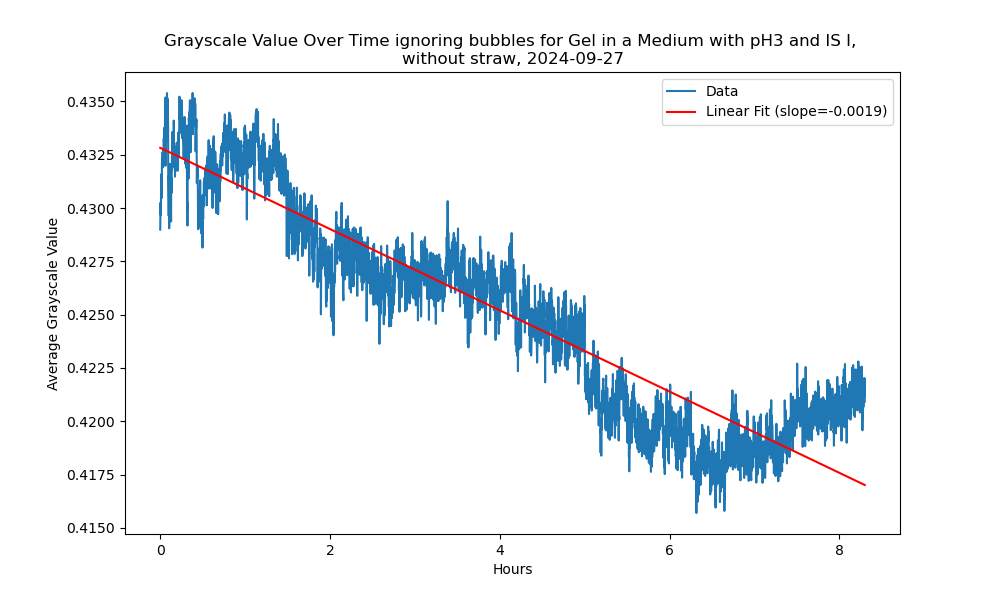 Grayscale Value Over Time ignoring bubbles for Gel in a Medium with pH3 and IS I,
without straw, 2024-09-27
Data
Linear Fit (slope=-0.0019)
0.4350
0.4325
0.4300
0.4275
0.4250
0.4225
0.4200
0.4175
0.4150
Average Grayscale Value
0 2 4 6 8
Hours